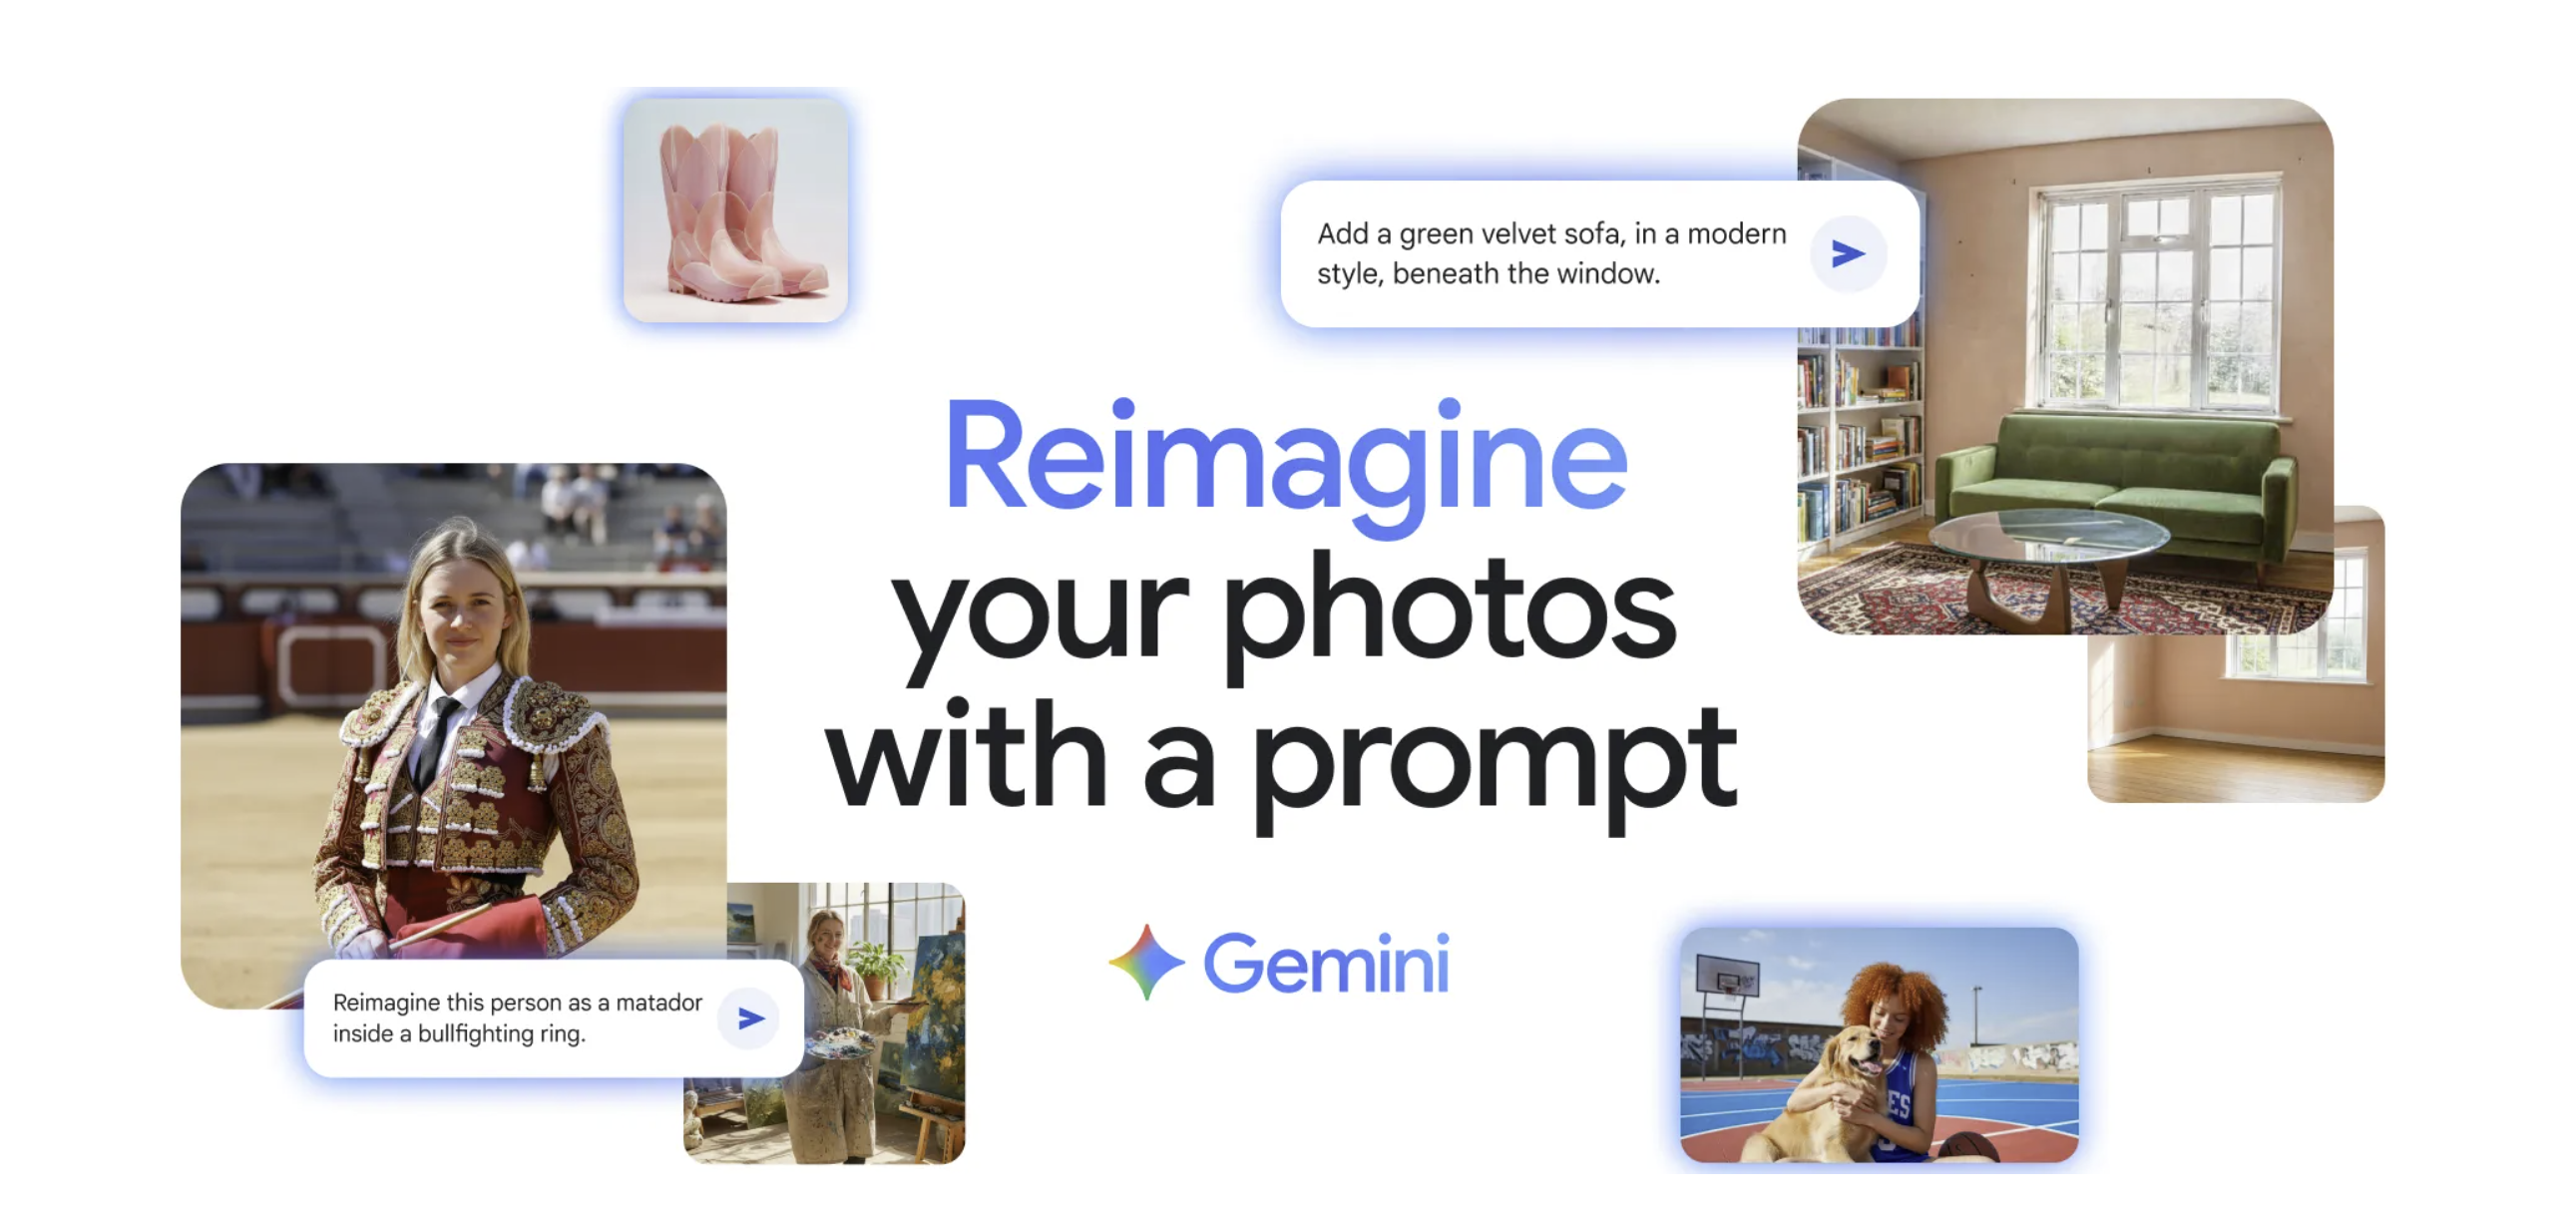 Add a green velvet sofa, in a modern
style, beneath the window.
Reimagine
your photos
with a prompt
Gemini
Reimagine this person as a matador
inside a bullfighting ring.
ES